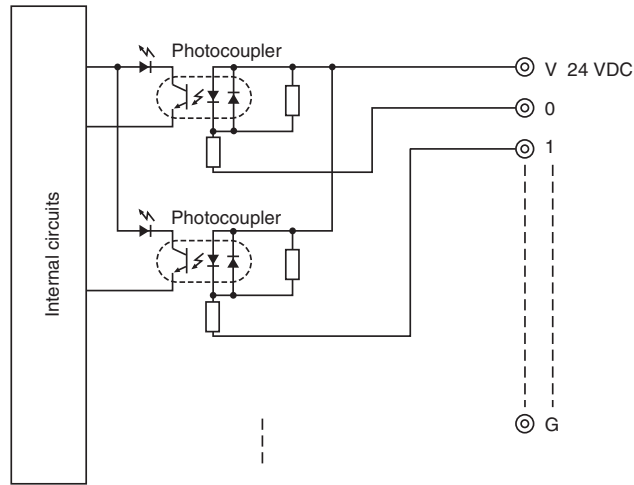 Photocoupler
V 24 VDC
0
1
Photocoupler
Internal circuits
G